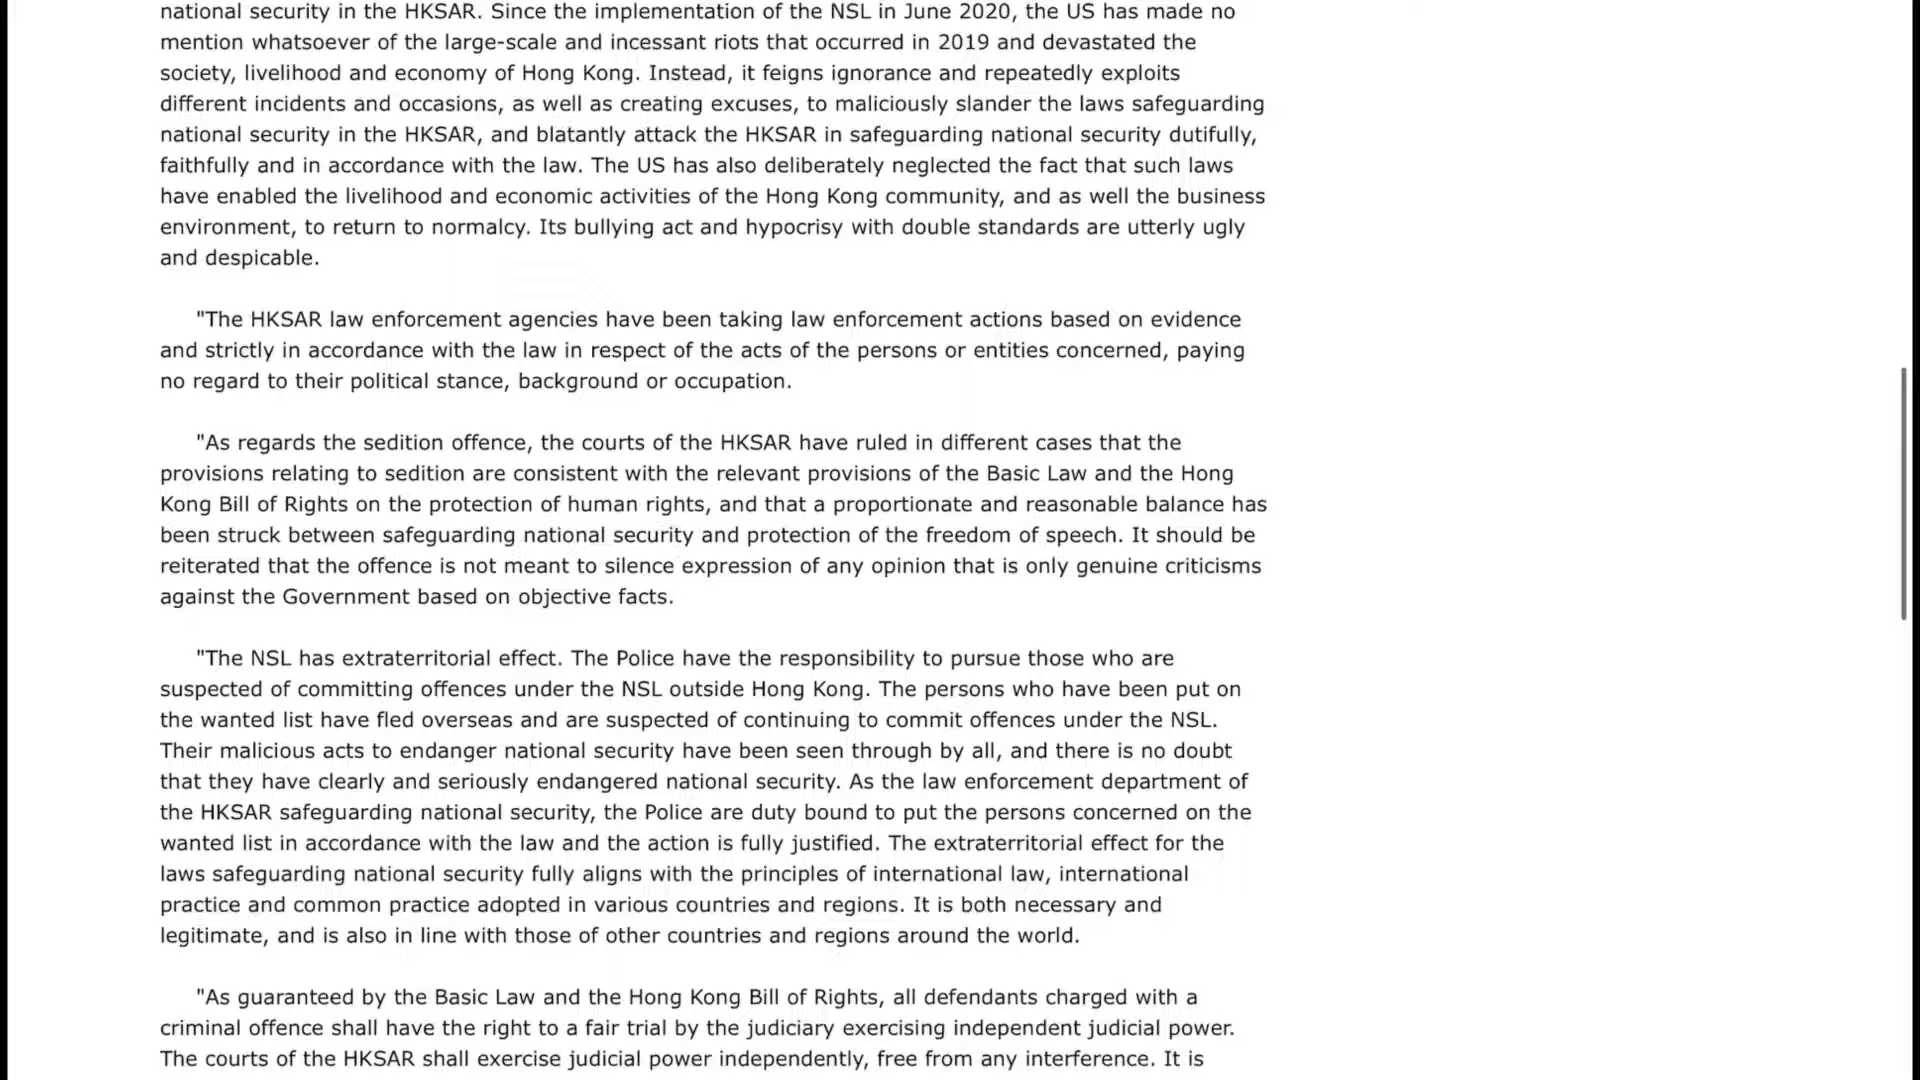 national security in the HKSAR. Since the implementation of the NSL in June 2020, the US has made no
mention whatsoever of the large-scale and incessant riots that occurred in 2019 and devastated the
society, livelihood and economy of Hong Kong. Instead, it feigns ignorance and repeatedly exploits
different incidents and occasions, as well as creating excuses, to maliciously slander the laws safeguarding
national security in the HKSAR, and blatantly attack the HKSAR in safeguarding national security dutifully,
faithfully and in accordance with the law. The US has also deliberately neglected the fact that such laws
have enabled the livelihood and economic activities of the Hong Kong community, and as well the business
environment, to return to normalcy. Its bullying act and hypocrisy with double standards are utterly ugly
and despicable.
"The HKSAR law enforcement agencies have been taking law enforcement actions based on evidence
and strictly in accordance with the law in respect of the acts of the persons or entities concerned, paying
no regard to their political stance, background or occupation.
"As regards the sedition offence, the courts of the HKSAR have ruled in different cases that the
provisions relating to sedition are consistent with the relevant provisions of the Basic Law and the Hong
Kong Bill of Rights on the protection of human rights, and that a proportionate and reasonable balance has
been struck between safeguarding national security and protection of the freedom of speech. It should be
reiterated that the offence is not meant to silence expression of any opinion that is only genuine criticisms
against the Government based on objective facts.
"The NSL has extraterritorial effect. The Police have the responsibility to pursue those who are
suspected of committing offences under the NSL outside Hong Kong. The persons who have been put on
the wanted list have fled overseas and are suspected of continuing to commit offences under the NSL.
Their malicious acts to endanger national security have been seen through by all, and there is no doubt
that they have clearly and seriously endangered national security. As the law enforcement department of
the HKSAR safeguarding national security, the Police are duty bound to put the persons concerned on the
wanted list in accordance with the law and the action is fully justified. The extraterritorial effect for the
laws safeguarding national security fully aligns with the principles of international law, international
practice and common practice adopted in various countries and regions. It is both necessary and
legitimate, and is also in line with those of other countries and regions around the world.
"As guaranteed by the Basic Law and the Hong Kong Bill of Rights, all defendants charged with a
criminal offence shall have the right to a fair trial by the judiciary exercising independent judicial power.
The courts of the HKSAR shall exercise judicial power independently, free from any interference. It is